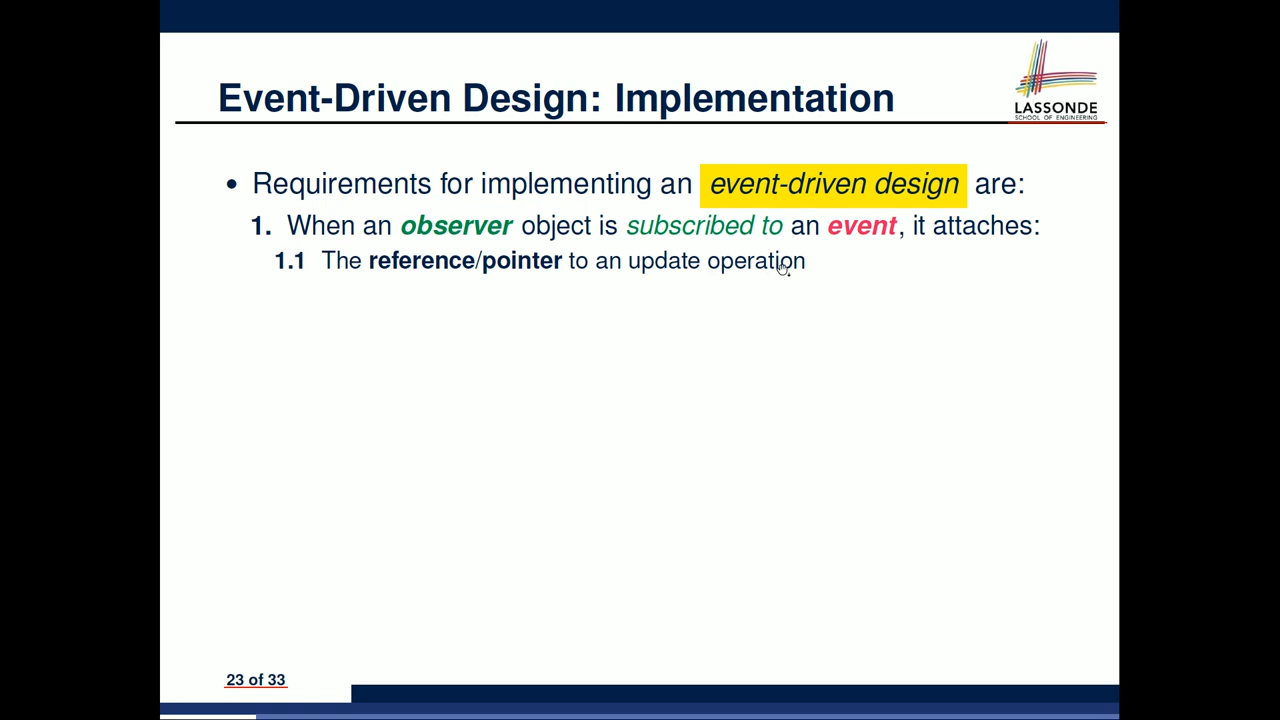 Event-Driven Design: Implementation
LASSONDE
SCHOOL OF ENGINEERING
• Requirements for implementing an event-driven design are:
1. When an observer object is subscribed to an event, it attaches:
1.1 The reference/pointer to an update operation
23 of 33